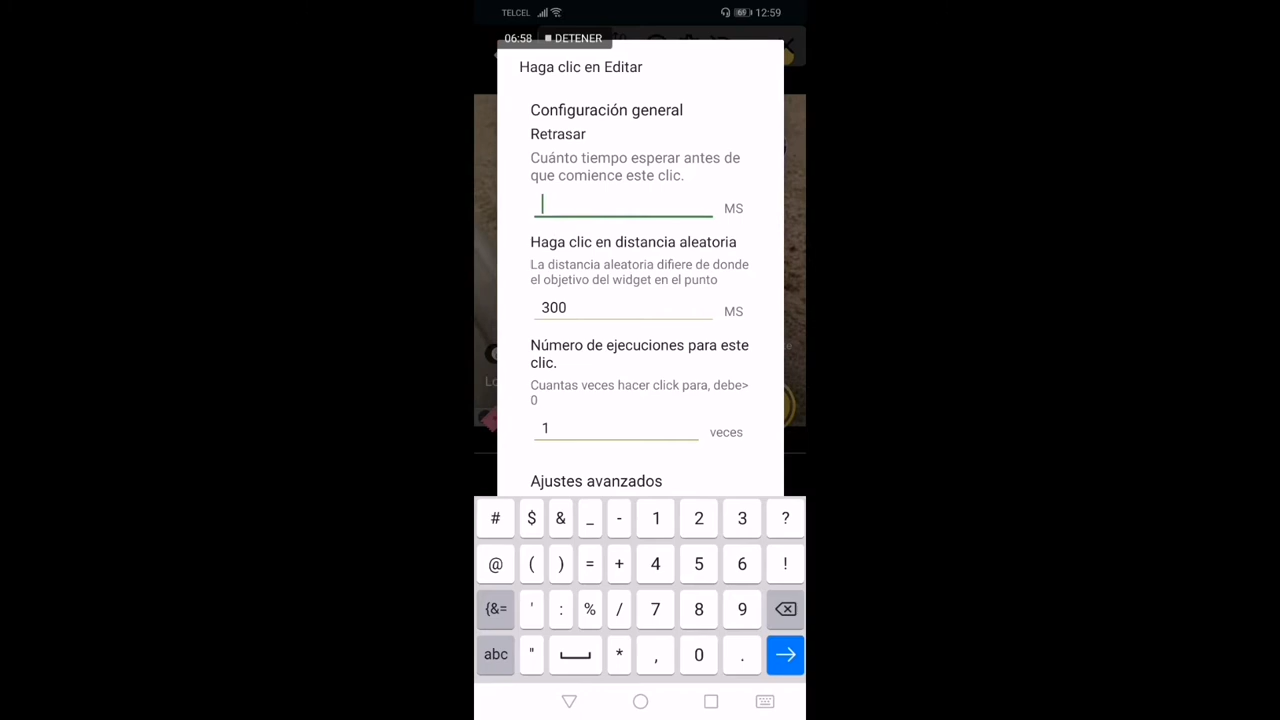 TELCEL 69 12:59
06:58 DETENER
Haga clic en Editar
Configuración general
Retrasar
Cuánto tiempo esperar antes de
que comience este clic.
MS
Haga clic en distancia aleatoria
La distancia aleatoria difiere de donde
el objetivo del widget en el punto
300 MS
Número de ejecuciones para este
clic.
Cuantas veces hacer click para, debe>
0
1 veces
Ajustes avanzados
# $ & _ - 1 2 3 ?
@ ( ) = + 4 5 6 !
{&= ' : % / 7 8 9
abc " * , 0 .